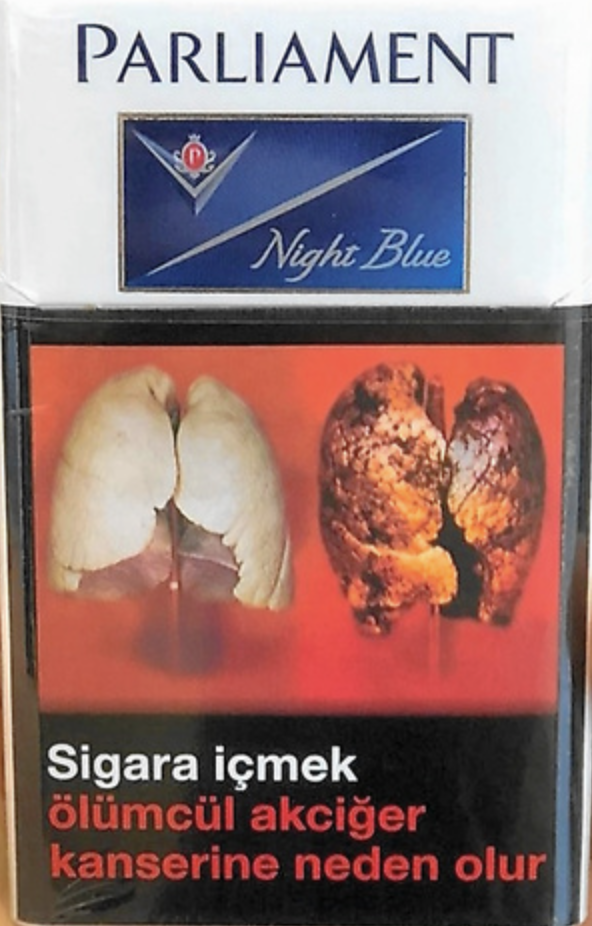 PARLIAMENT
P
Night Blue
Sigara içmek
ölümcül akciğer
kanserine neden olur